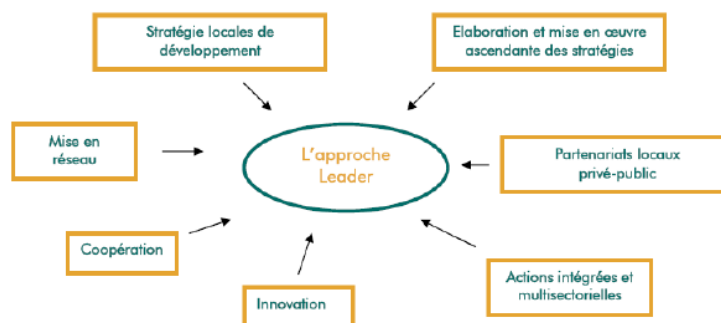 Stratégie locales de
développement
Elaboration et mise en œuvre
ascendante des stratégies
Mise en
réseau
L'approche
Leader
Partenariats locaux
privé-public
Coopération
Innovation
Actions intégrées et
multisectorielles